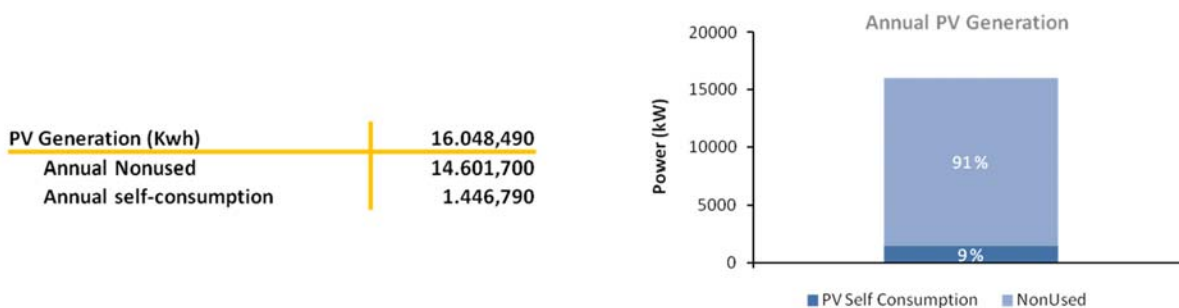 PV Generation (Kwh) 16.048,490
Annual Nonused 14.601,700
Annual self-consumption 1.446,790
Annual PV Generation
Power (kW)
20000
15000
10000
5000
0
91%
9%
PV Self Consumption NonUsed